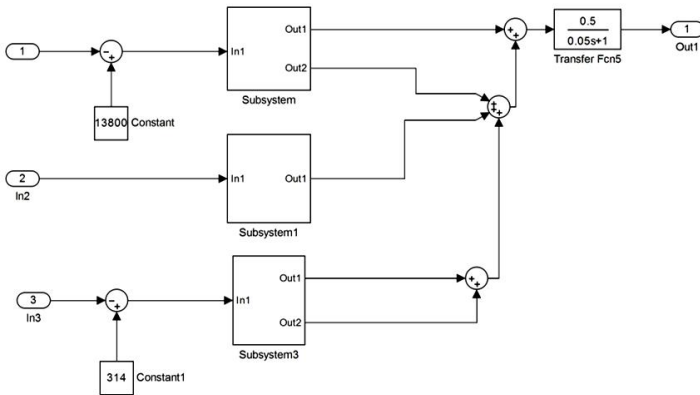 1
13800
Constant
In1
Out1
Out2
Subsystem
0.5
0.05s+1
Transfer Fcn5
1
Out1
2
In2
In1
Out1
Subsystem1
3
In3
314
Constant1
In1
Out1
Out2
Subsystem3